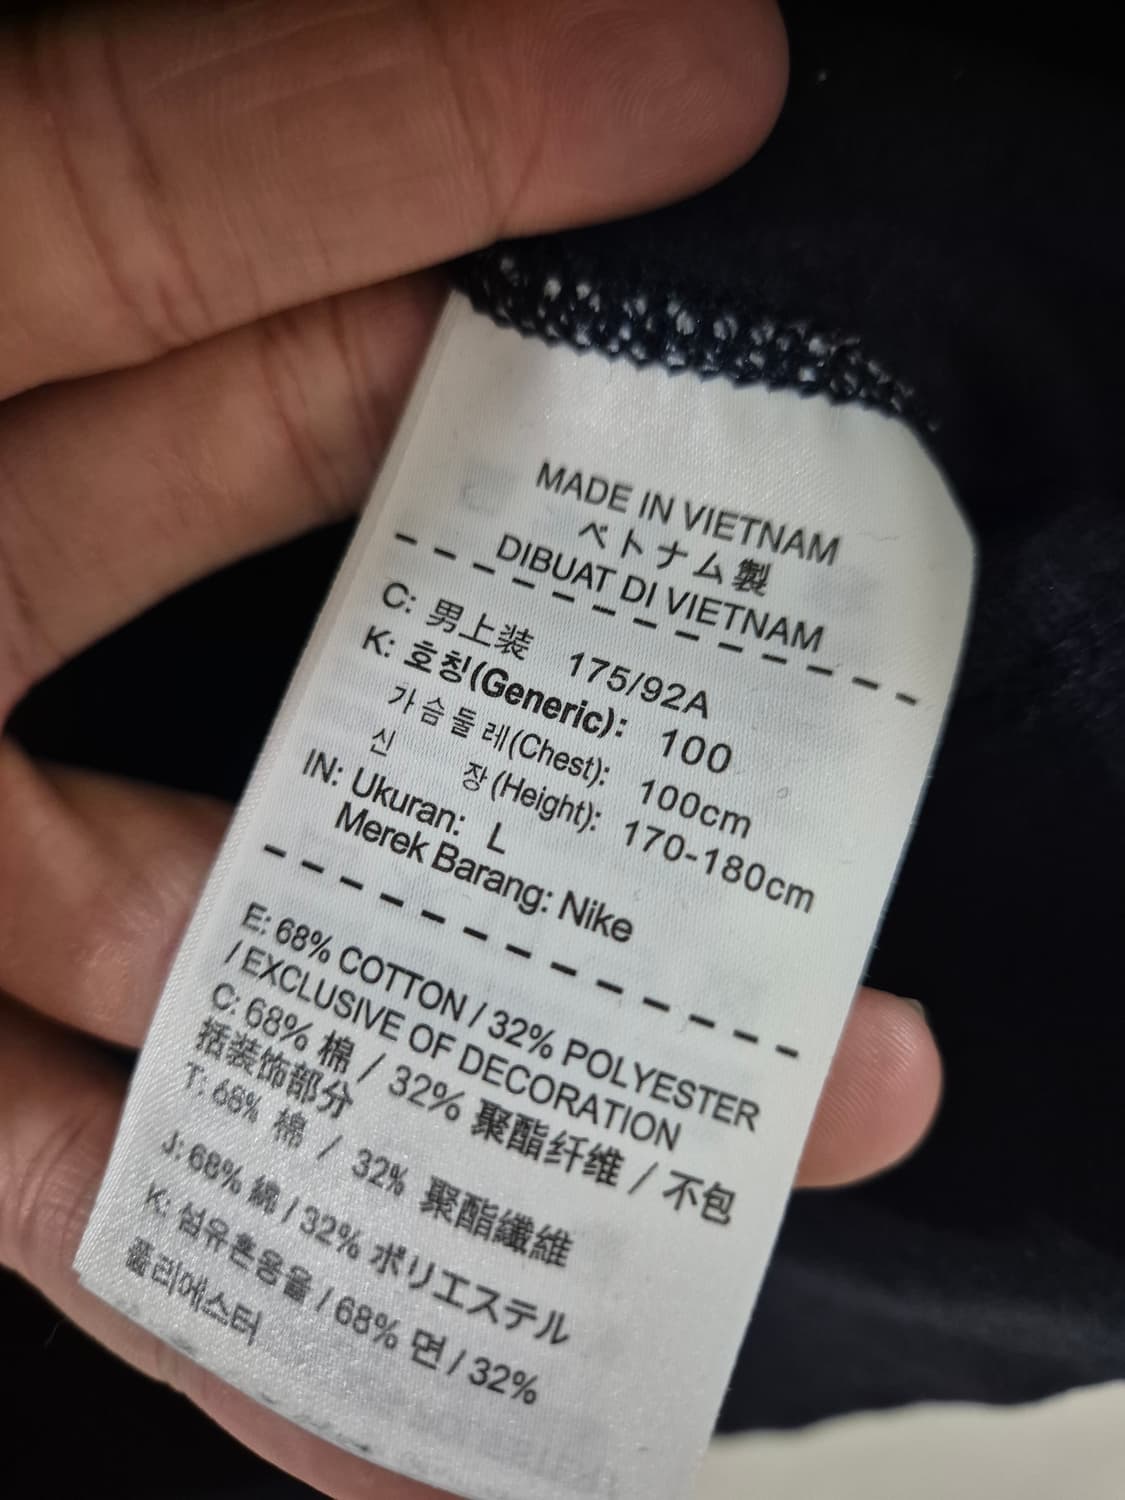 MADE IN VIETNAM
ベトナム製
DIBUAT DI VIETNAM
C: 男上装 175/92A
K: 호칭(Generic): 100
가슴둘레(Chest): 100cm
신 장(Height): 170-180cm
IN: Ukuran: L
Merek Barang: Nike
E: 68% COTTON / 32% POLYESTER
/ EXCLUSIVE OF DECORATION
C: 68% 棉 / 32% 聚酯纤维 / 不包
括装饰部分
T: 68% 棉 / 32% 聚酯纖維
J: 68% 綿 / 32% ポリエステル
K: 섬유혼용율 / 68% 면 / 32%
폴리에스터